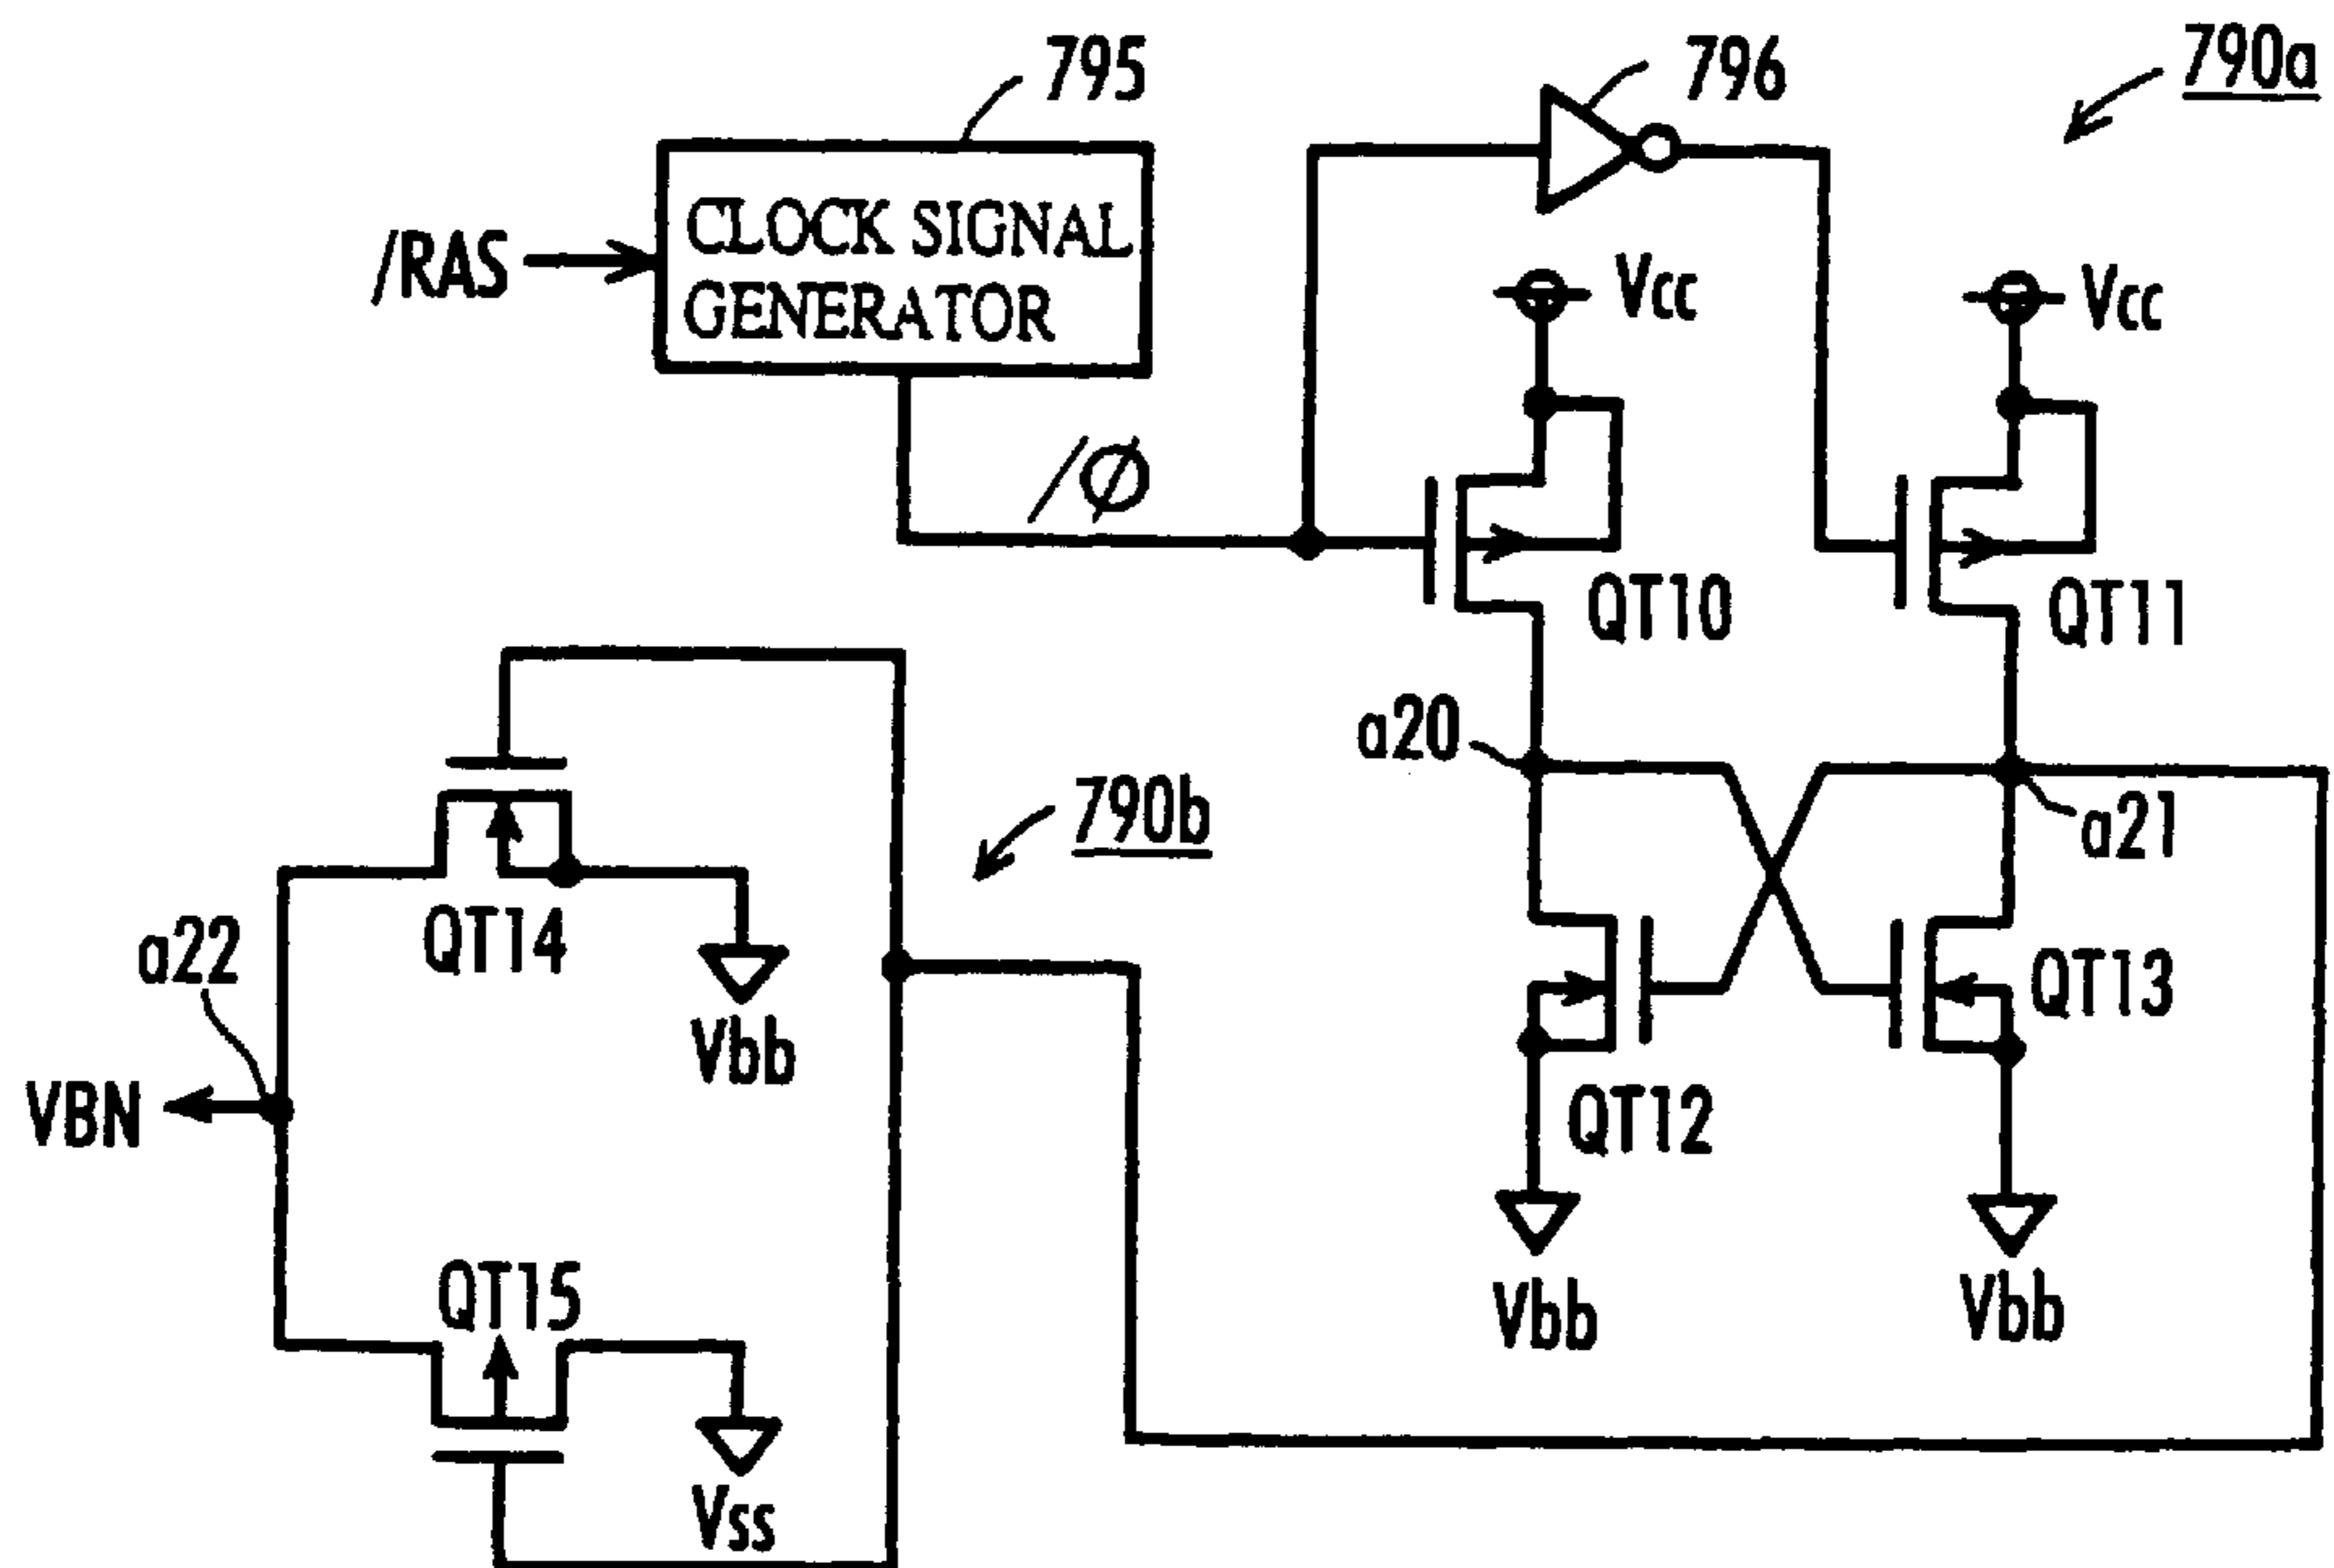 795
796
790a
CLOCK SIGNAL
GENERATOR
/RAS
Vcc
Vcc
/Ø
QT10
QT11
a20
a21
790b
QT14
a22
Vbb
QT13
VBN
QT12
QT15
Vbb
Vbb
Vss